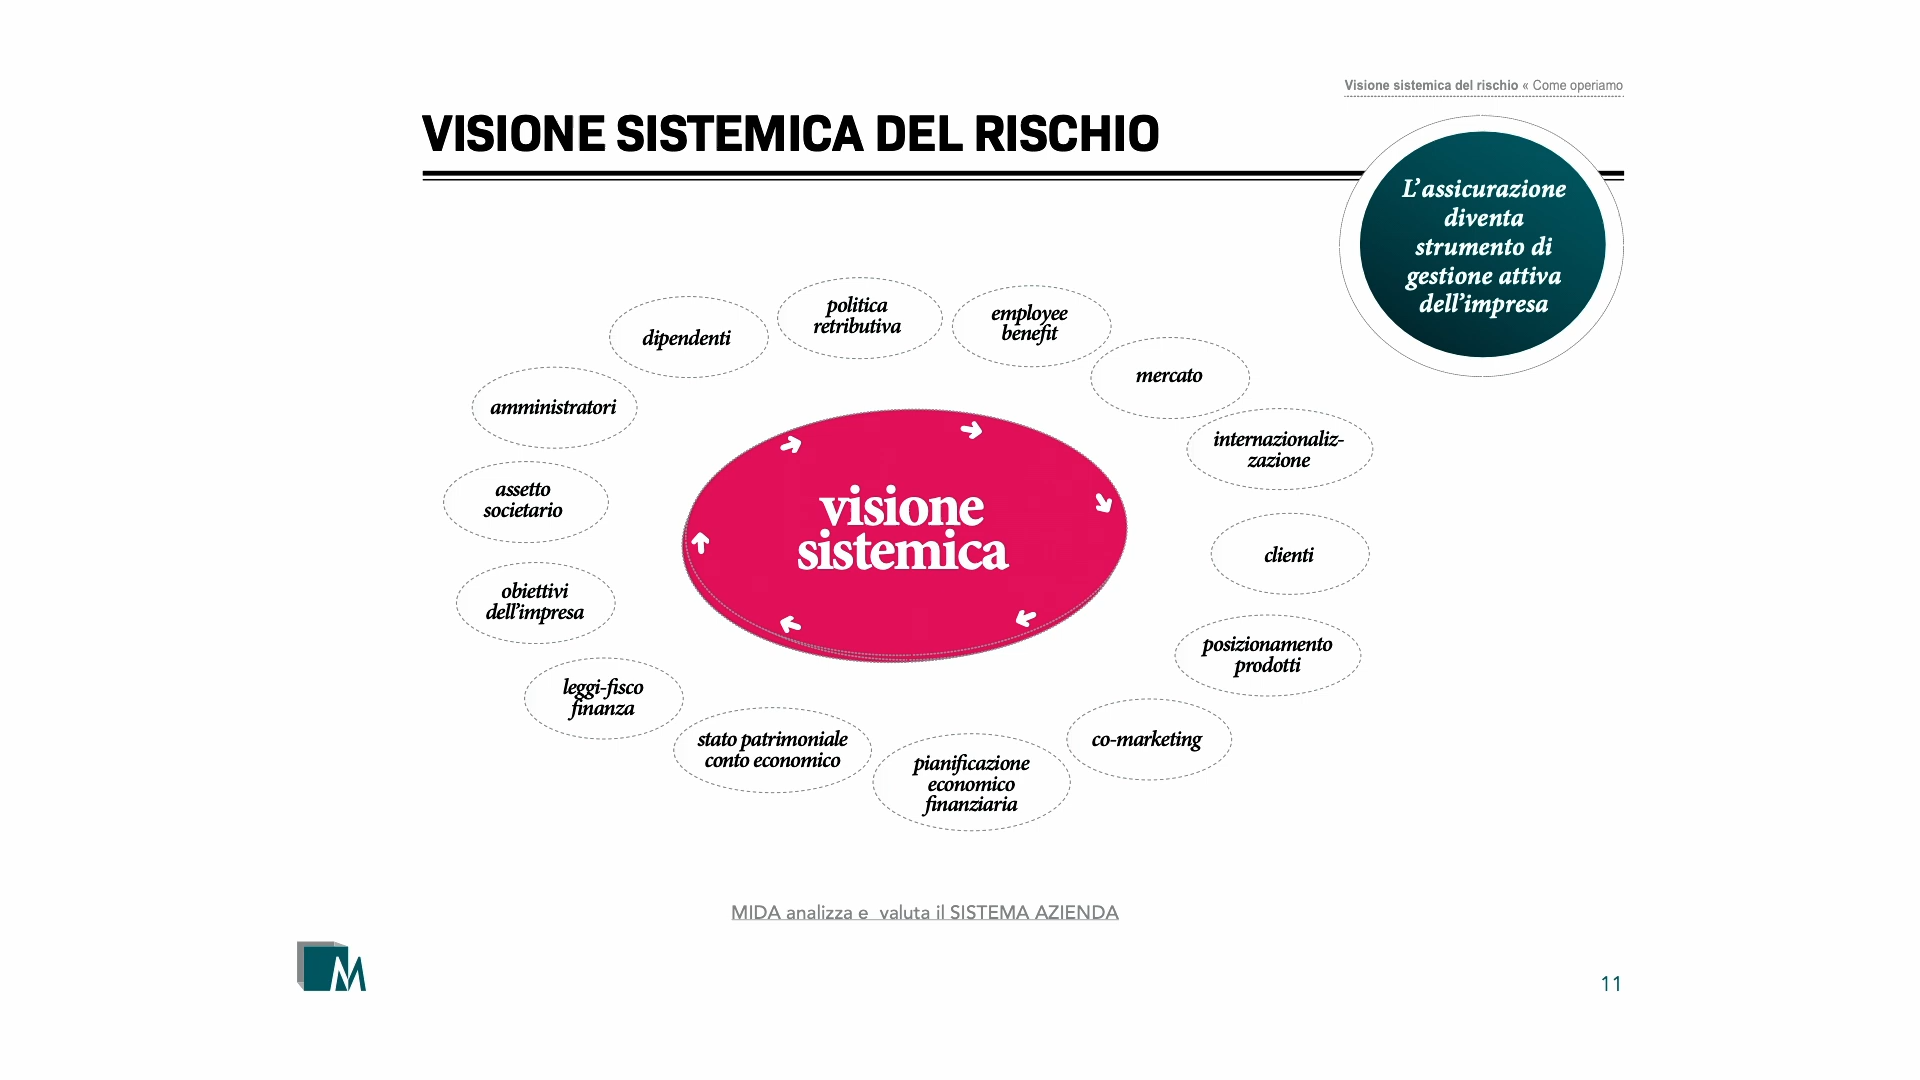 Visione sistemica del rischio « Come operiamo
VISIONE SISTEMICA DEL RISCHIO
L'assicurazione
diventa
strumento di
gestione attiva
dell'impresa
politica
retributiva
employee
benefit
dipendenti
mercato
amministratori
internazionaliz-
zazione
assetto
societario
visione
sistemica
clienti
obiettivi
dell'impresa
posizionamento
prodotti
leggi-fisco
finanza
stato patrimoniale
conto economico
co-marketing
pianificazione
economico
finanziaria
MIDA analizza e  valuta il SISTEMA AZIENDA
M
11